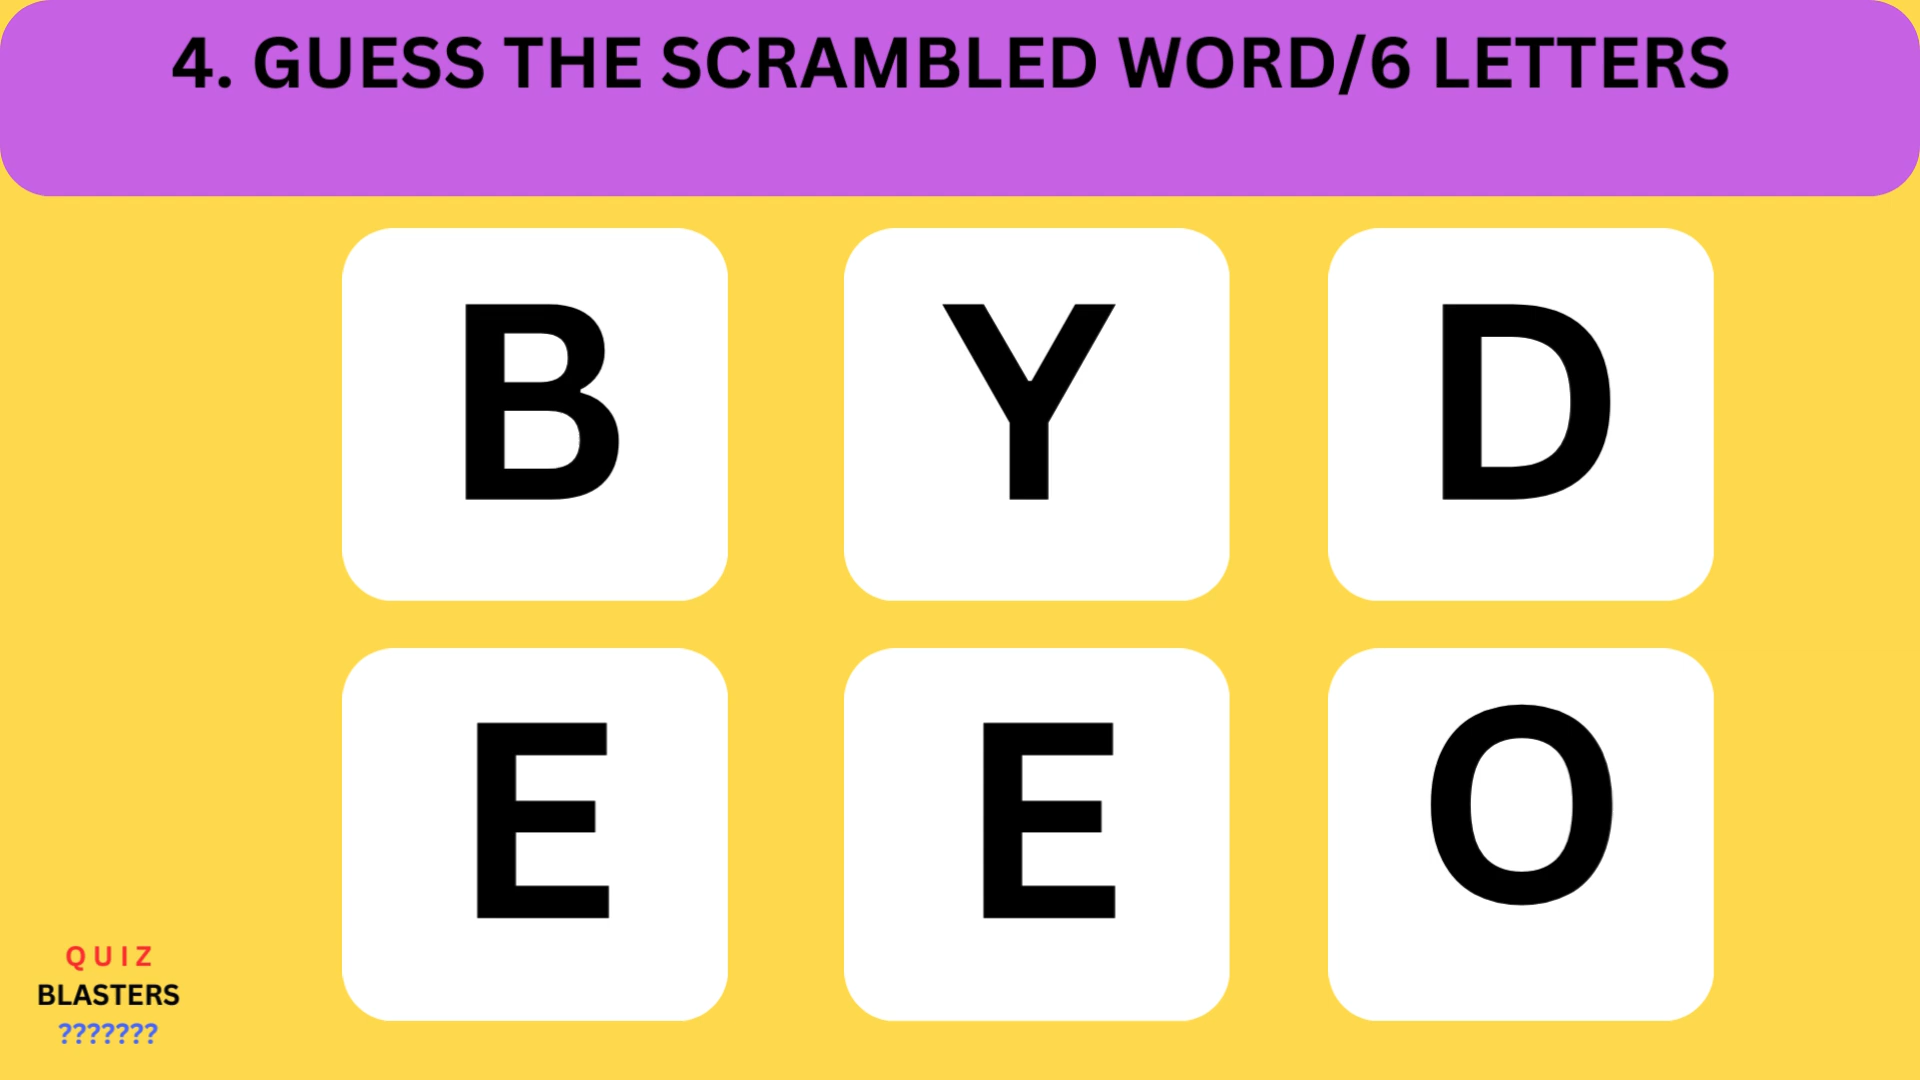 4. GUESS THE SCRAMBLED WORD/6 LETTERS
B Y D
E E O
QUIZ
BLASTERS
???????